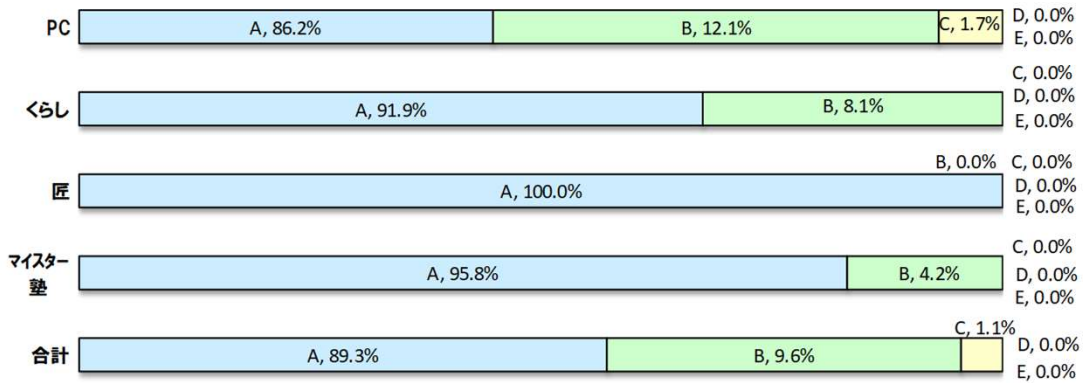 PC
A, 86.2%
B, 12.1%
C, 1.7%
D, 0.0%
E, 0.0%
くらし
A, 91.9%
B, 8.1%
C, 0.0%
D, 0.0%
E, 0.0%
匠
A, 100.0%
B, 0.0%
C, 0.0%
D, 0.0%
E, 0.0%
マイスター
塾
A, 95.8%
B, 4.2%
C, 0.0%
D, 0.0%
E, 0.0%
合計
A, 89.3%
B, 9.6%
C, 1.1%
D, 0.0%
E, 0.0%